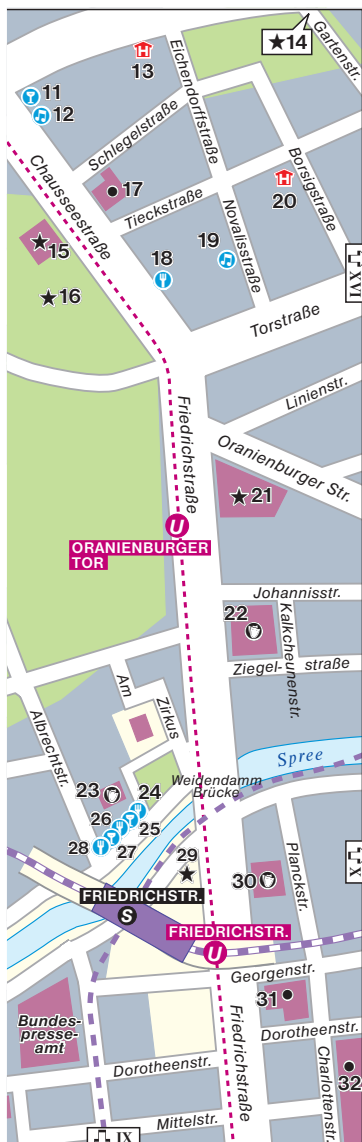 ★14
Gartenstr.
13
Eichendorffstraße
11
12
Schlegelstraße
Chausseestraße
17
Tieckstraße
Borsigstraße
20
Novalisstraße
15
19
18
16
XVI
Torstraße
Linienstr.
Friedrichstraße
Oranienburger Str.
21
U
ORANIENBURGER
TOR
Johannisstr.
22
Kalkcheunenstr.
Ziegel- straße
Am
Zirkus
Albrechtstr.
Spree
Weidendamm
Brücke
23
24
26
25
28
27
29
Planckstr.
X
30
FRIEDRICHSTR.
S
FRIEDRICHSTR.
U
Georgenstr.
31
Bundes-
presse-
amt
Friedrichstraße
Dorotheenstr.
Dorotheenstr.
Charlottenstr.
32
Mittelstr.
IX